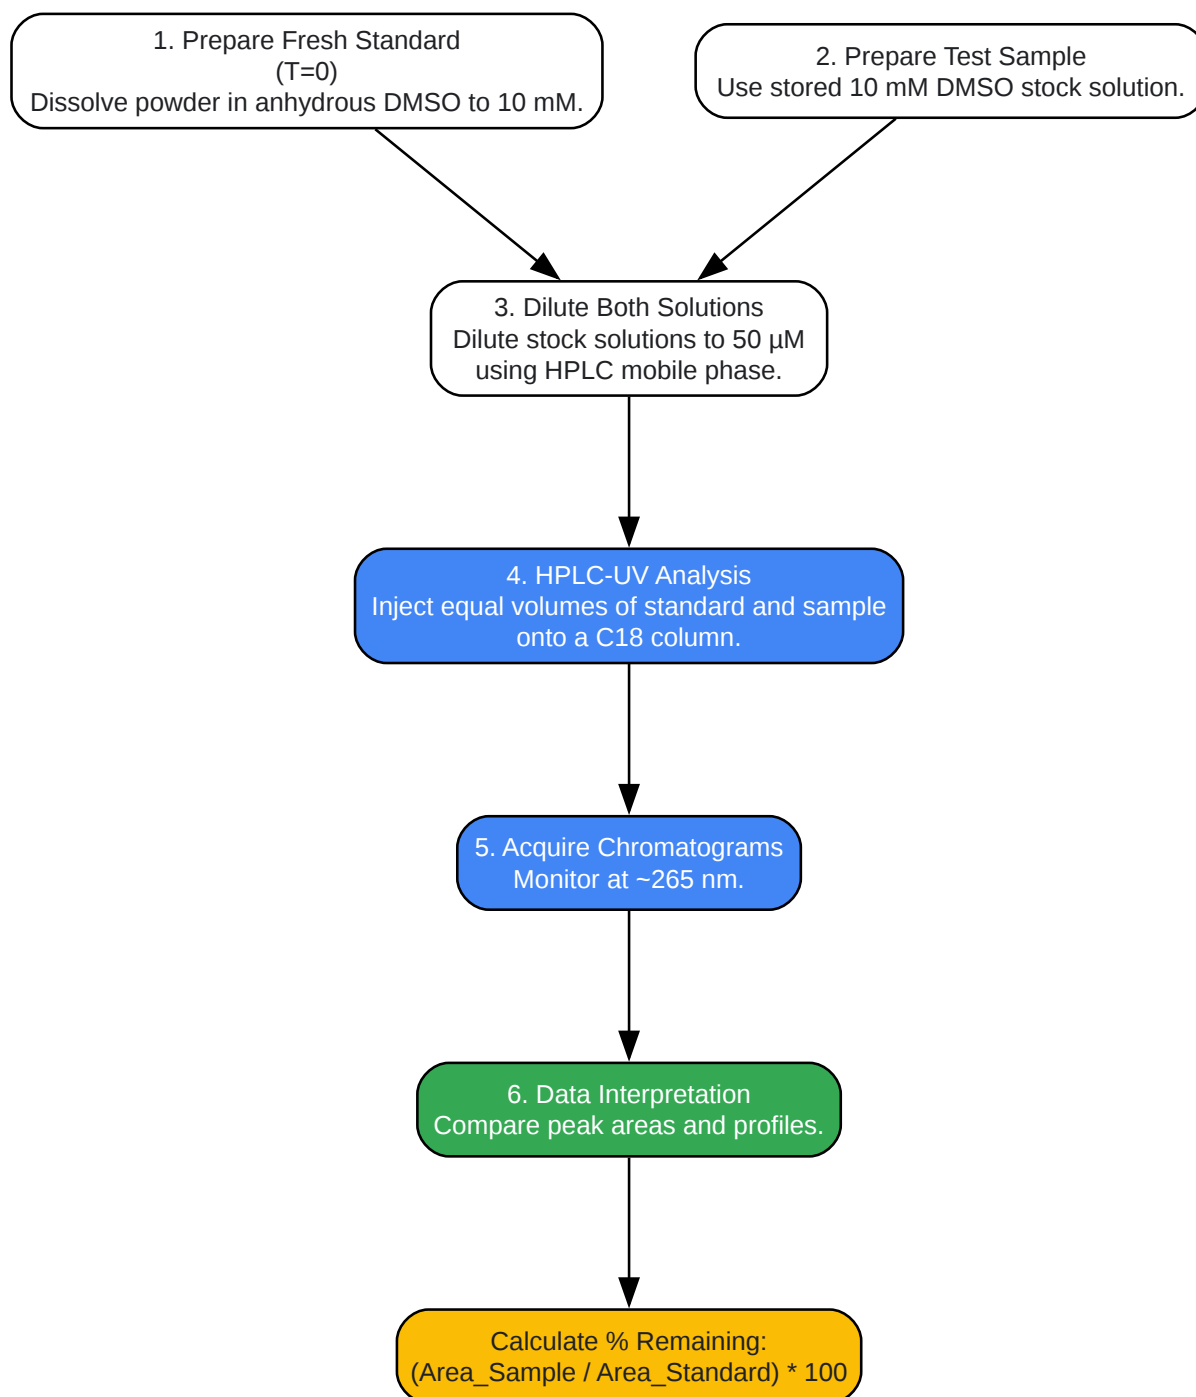 1. Prepare Fresh Standard
(T=0)
Dissolve powder in anhydrous DMSO to 10 mM.
2. Prepare Test Sample
Use stored 10 mM DMSO stock solution.
3. Dilute Both Solutions
Dilute stock solutions to 50 µM
using HPLC mobile phase.
4. HPLC-UV Analysis
Inject equal volumes of standard and sample
onto a C18 column.
5. Acquire Chromatograms
Monitor at ~265 nm.
6. Data Interpretation
Compare peak areas and profiles.
Calculate % Remaining:
(Area_Sample / Area_Standard) * 100